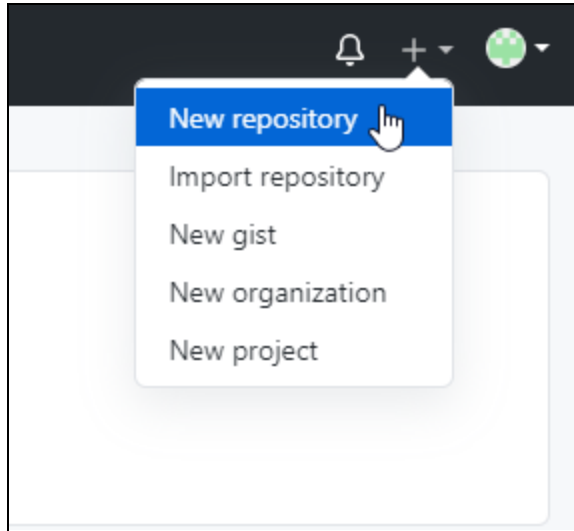 New repository
Import repository
New gist
New organization
New project